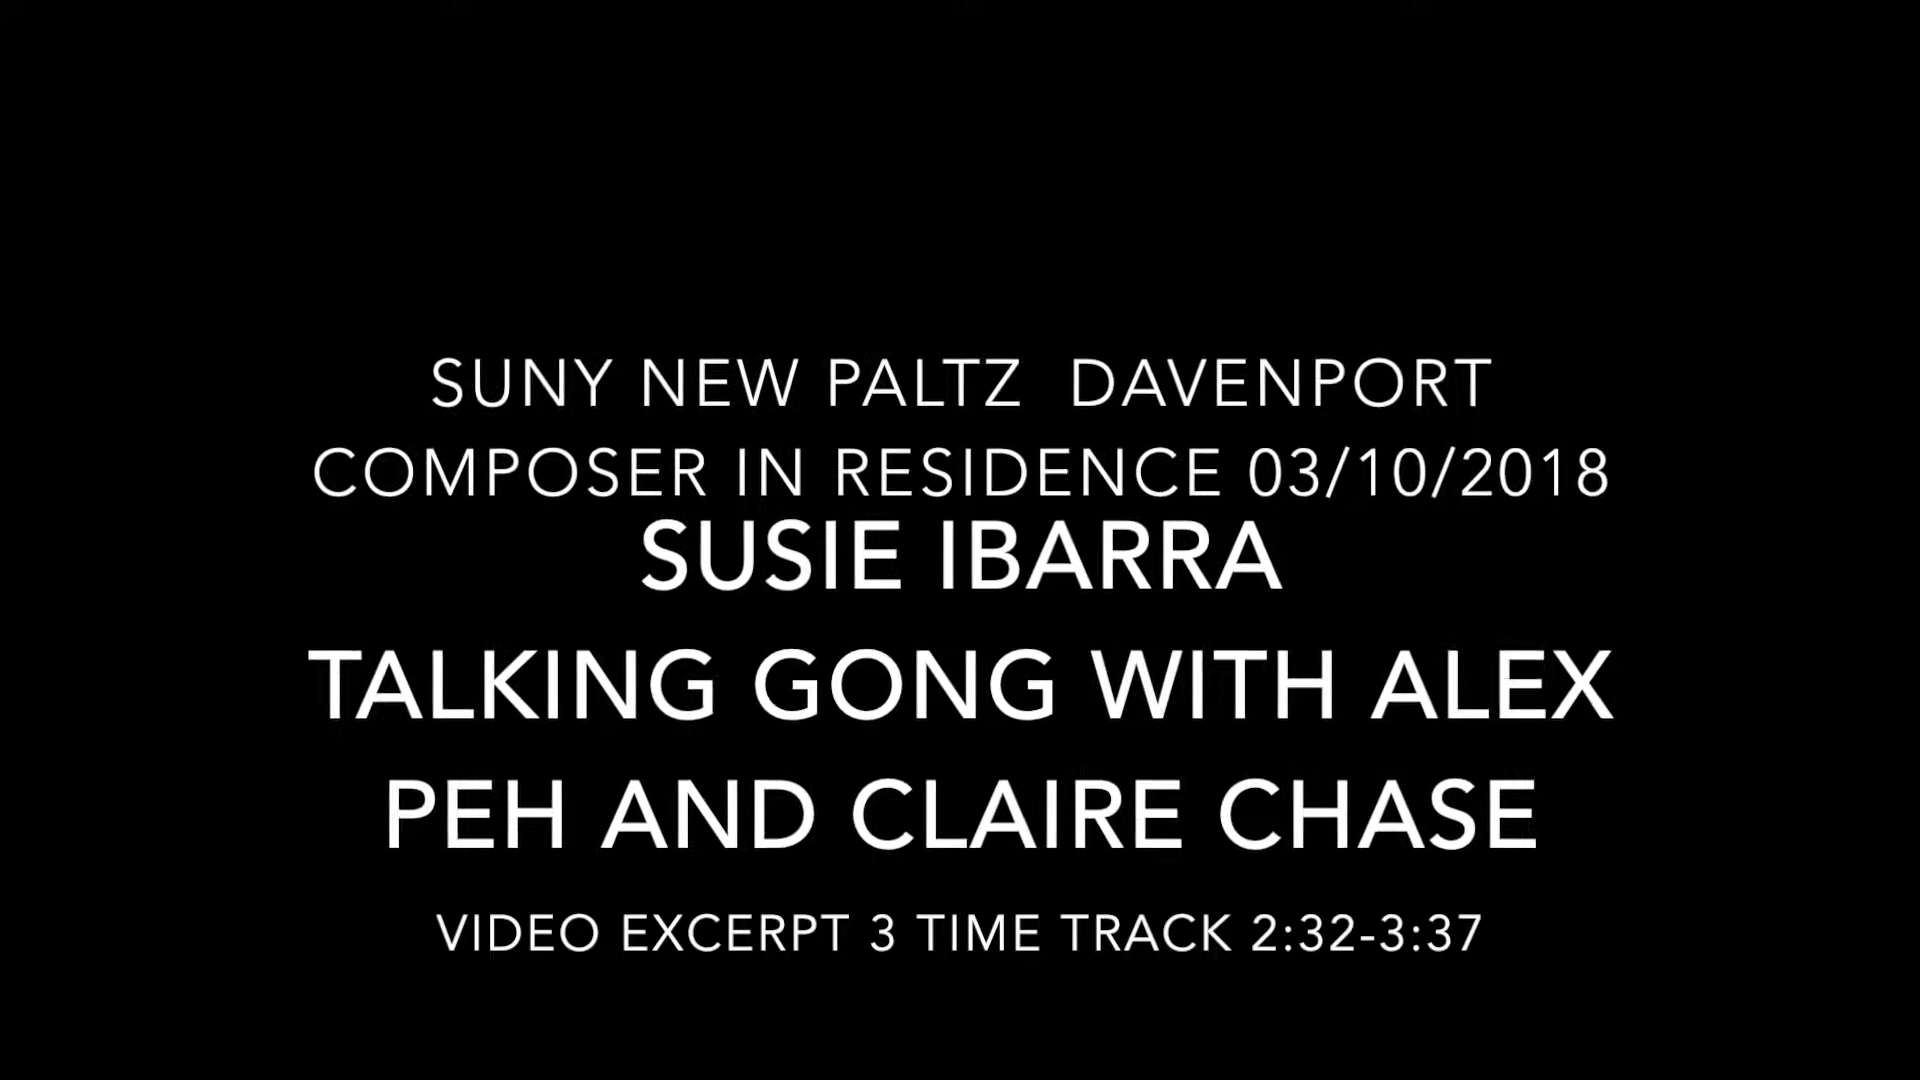 SUNY NEW PALTZ  DAVENPORT
COMPOSER IN RESIDENCE 03/10/2018
SUSIE IBARRA
TALKING GONG WITH ALEX
PEH AND CLAIRE CHASE
VIDEO EXCERPT 3 TIME TRACK 2:32-3:37